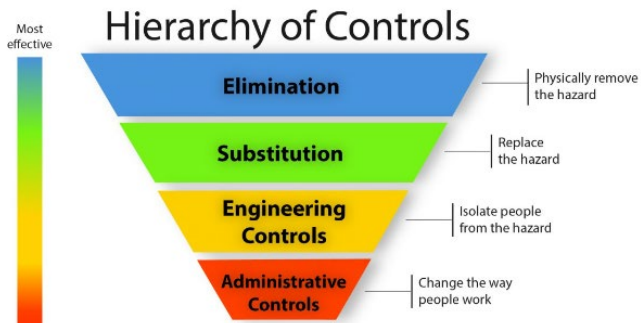 Hierarchy of Controls
Most
effective
Elimination
Physically remove
the hazard
Substitution
Replace
the hazard
Engineering
Controls
Isolate people
from the hazard
Administrative
Controls
Change the way
people work